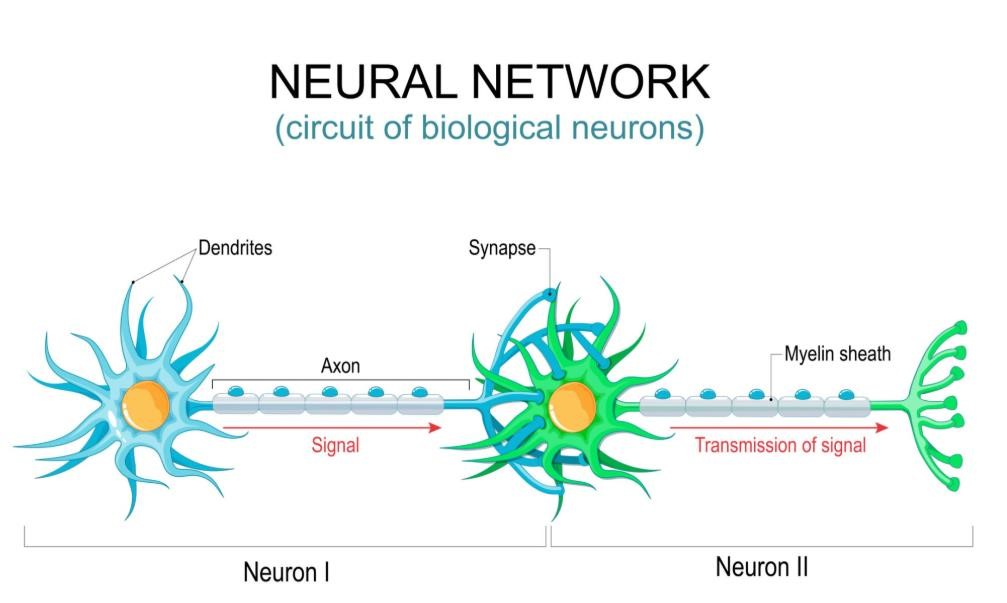 NEURAL NETWORK
(circuit of biological neurons)
Dendrites
Synapse
Axon
Myelin sheath
Signal
Transmission of signal
Neuron I
Neuron II